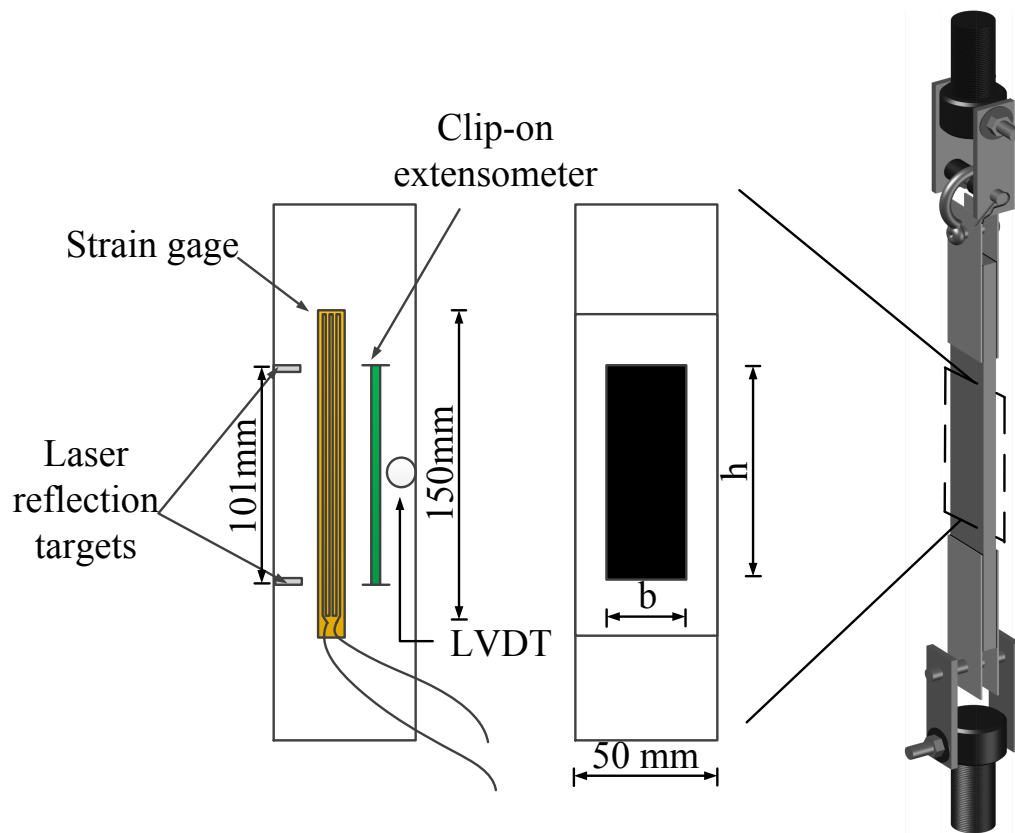 Clip-on
extensometer
Strain gage
Laser
reflection
targets
101mm
150mm
LVDT
h
b
50 mm